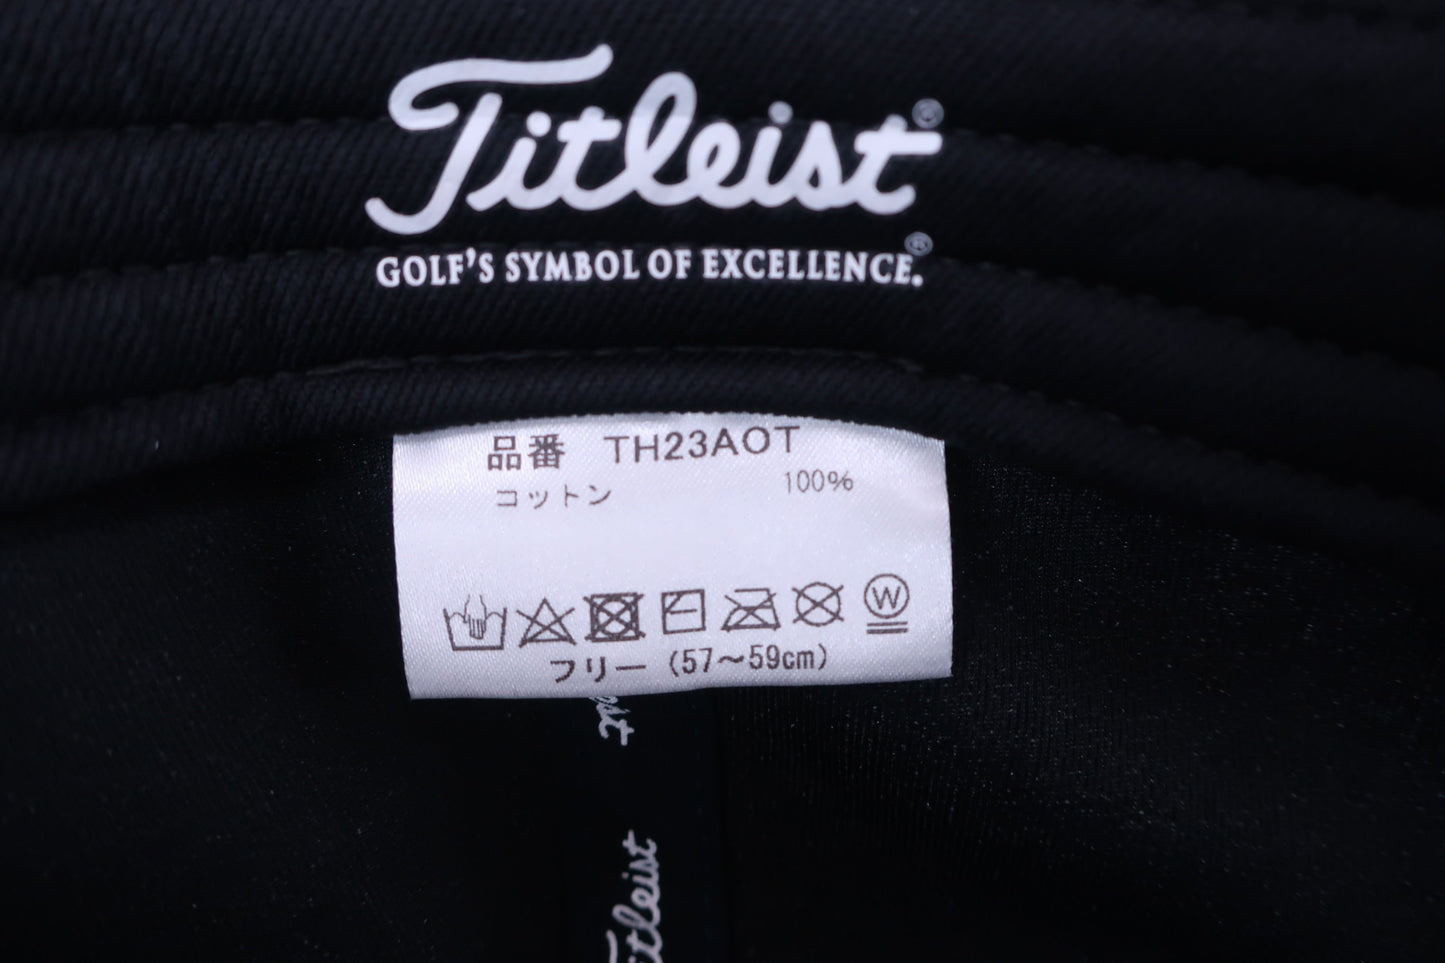 Titleist®
GOLF'S SYMBOL OF EXCELLENCE.®
品番 TH23AOT
コットン 100%
W
フリー (57～59cm)
Titleist